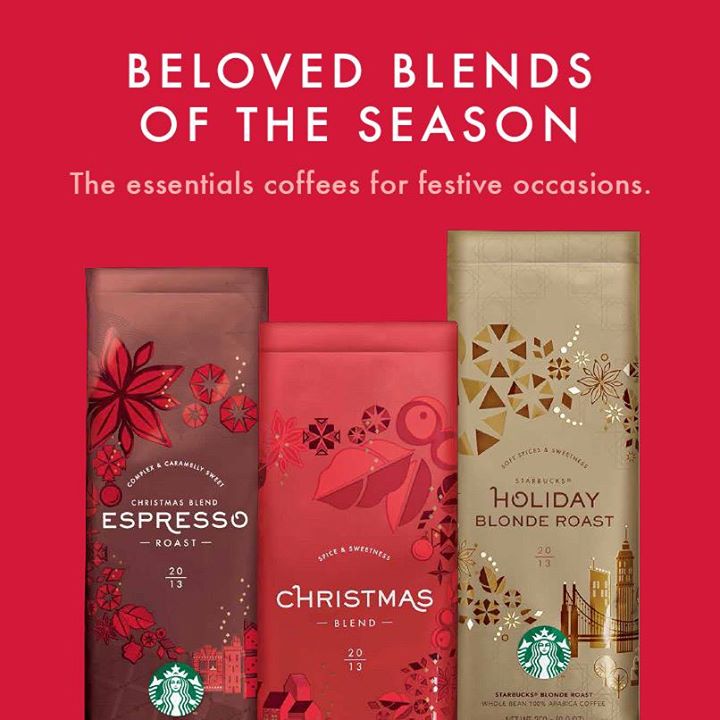 BELOVED BLENDS
OF THE SEASON
The essentials coffees for festive occasions.
COMPLEX & CARAMELLY SWEET
CHRISTMAS BLEND
ESPRESSO
— ROAST —
20
13
SPICE & SWEETNESS
CHRISTMAS
— BLEND —
20
13
SOFT SPICES & SWEETNESS
STARBUCKS®
HOLIDAY
BLONDE ROAST
20
13
STARBUCKS® BLONDE ROAST
WHOLE BEAN 100% ARABICA COFFEE